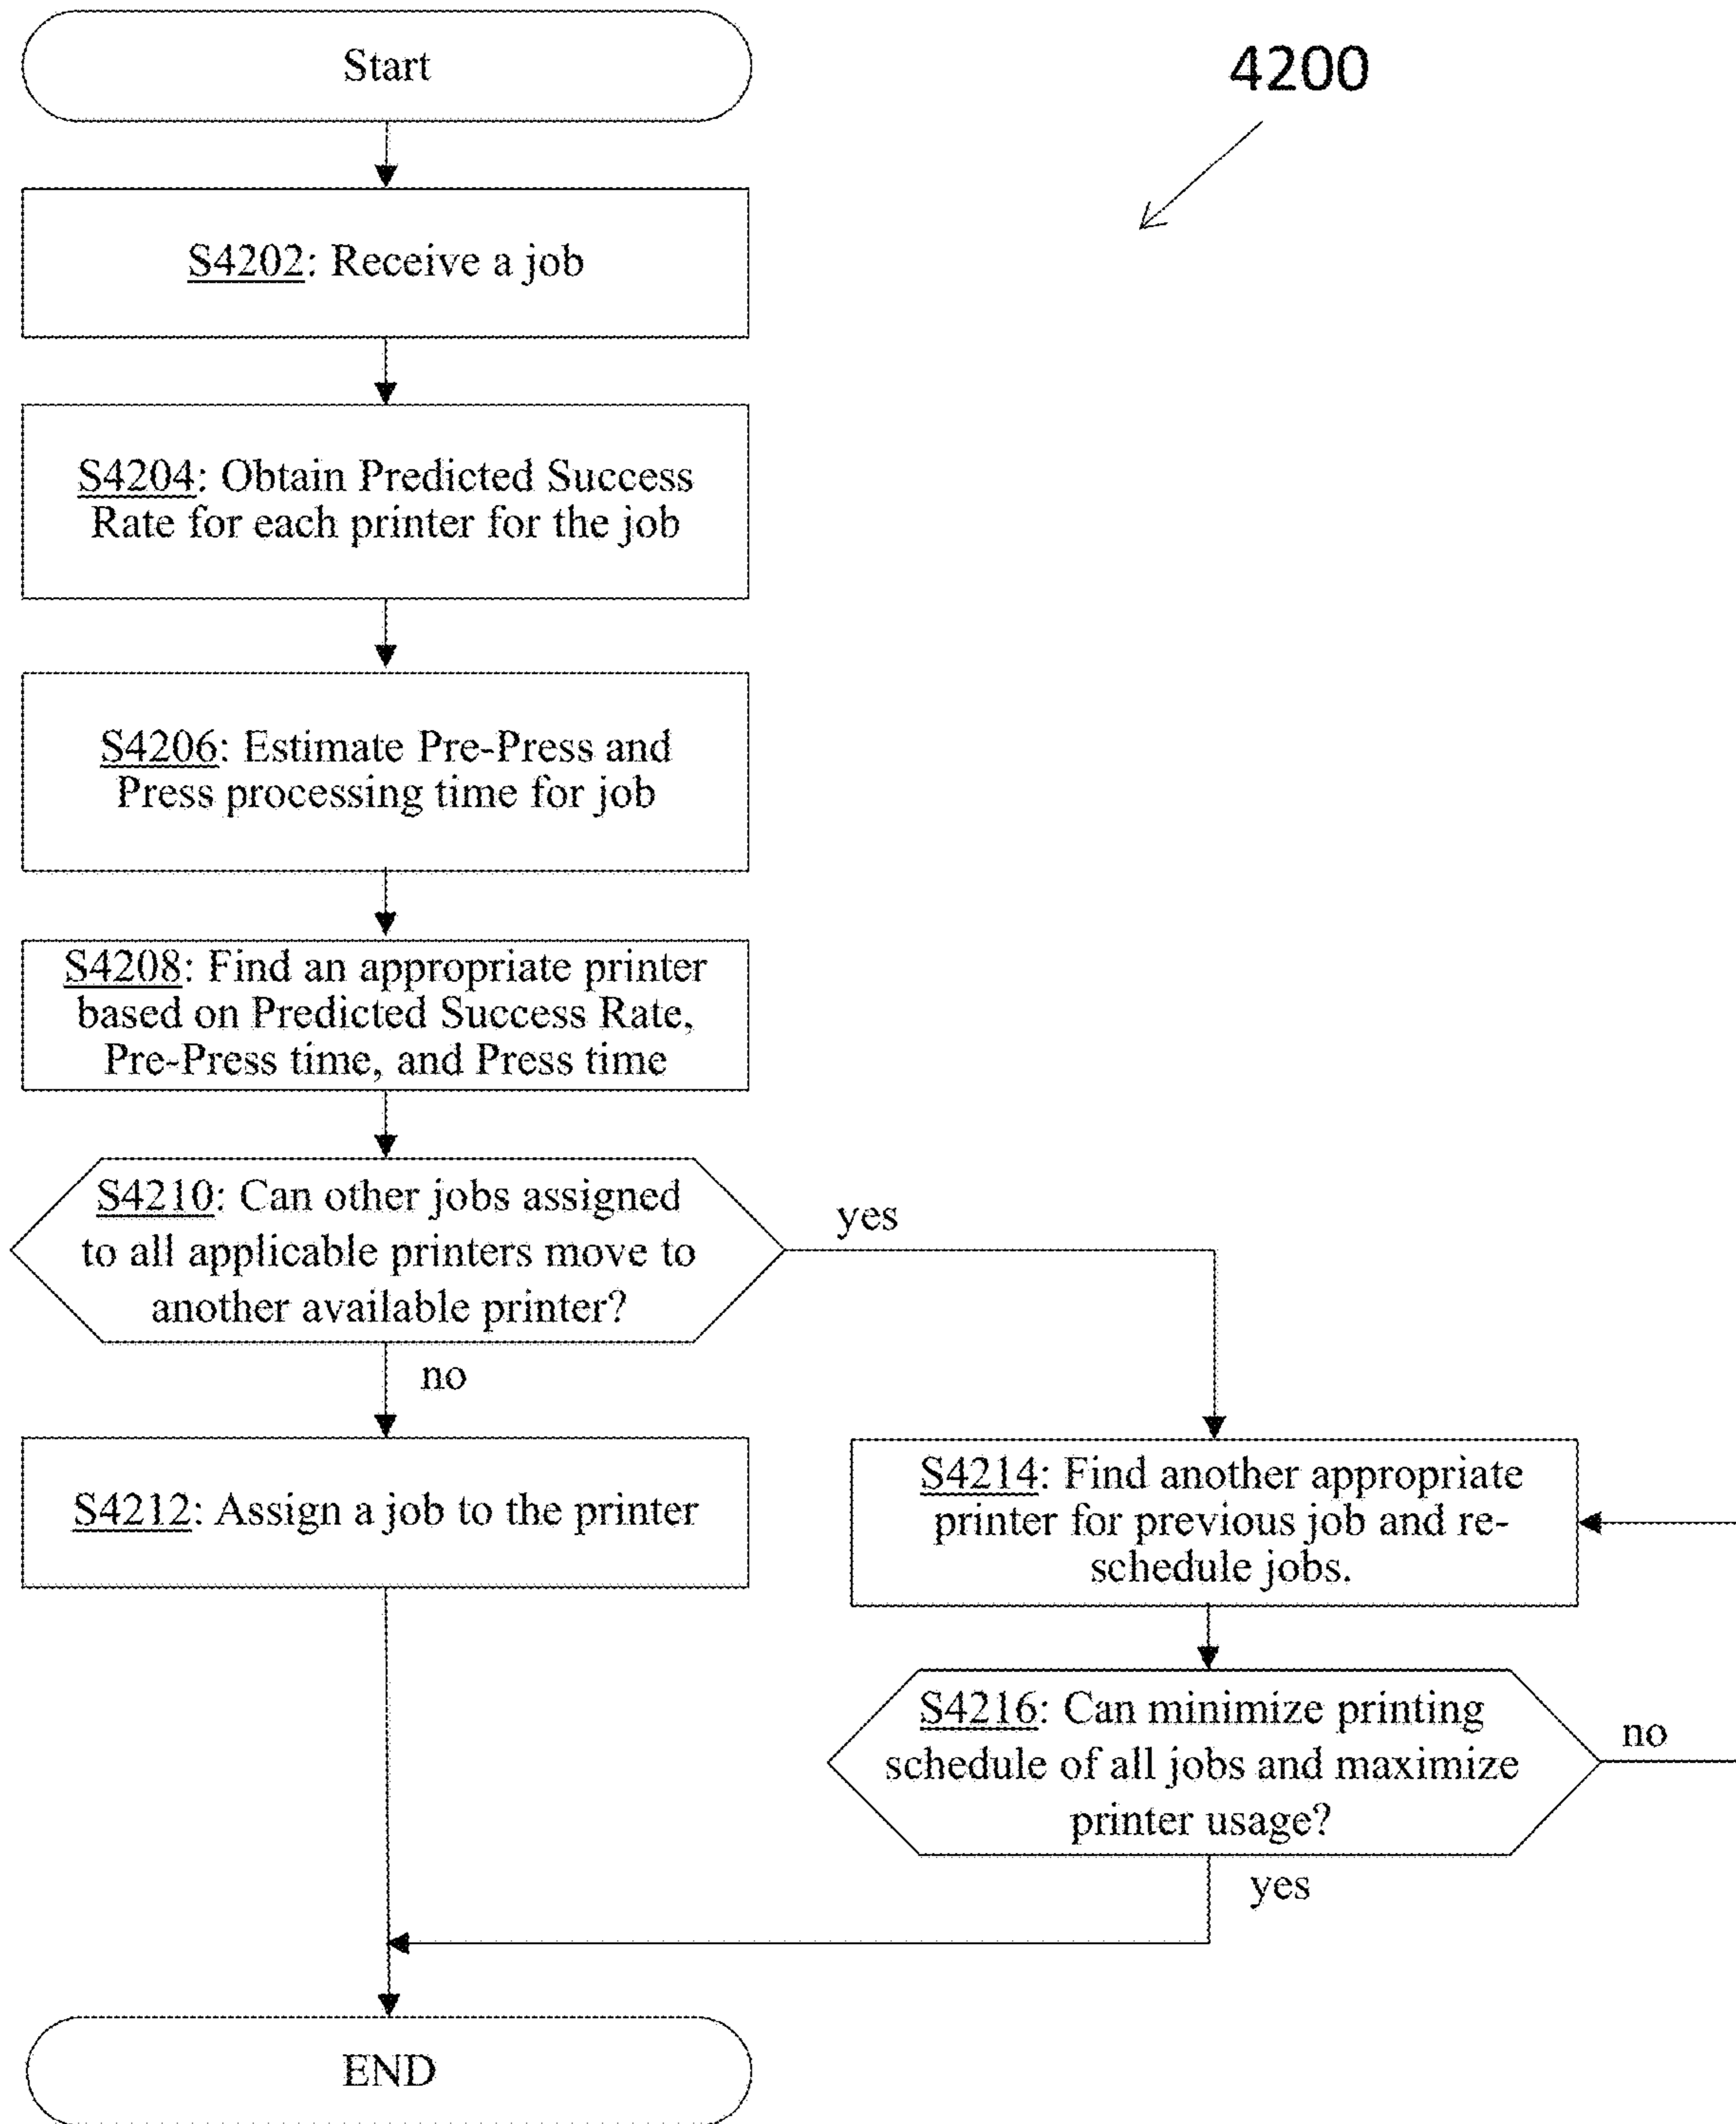 Start
4200
S4202: Receive a job
S4204: Obtain Predicted Success
Rate for each printer for the job
S4206: Estimate Pre-Press and
Press processing time for job
S4208: Find an appropriate printer
based on Predicted Success Rate,
Pre-Press time, and Press time
S4210: Can other jobs assigned
to all applicable printers move to
another available printer?
yes
no
S4212: Assign a job to the printer
S4214: Find another appropriate
printer for previous job and re-
schedule jobs.
S4216: Can minimize printing
schedule of all jobs and maximize
printer usage?
no
yes
END